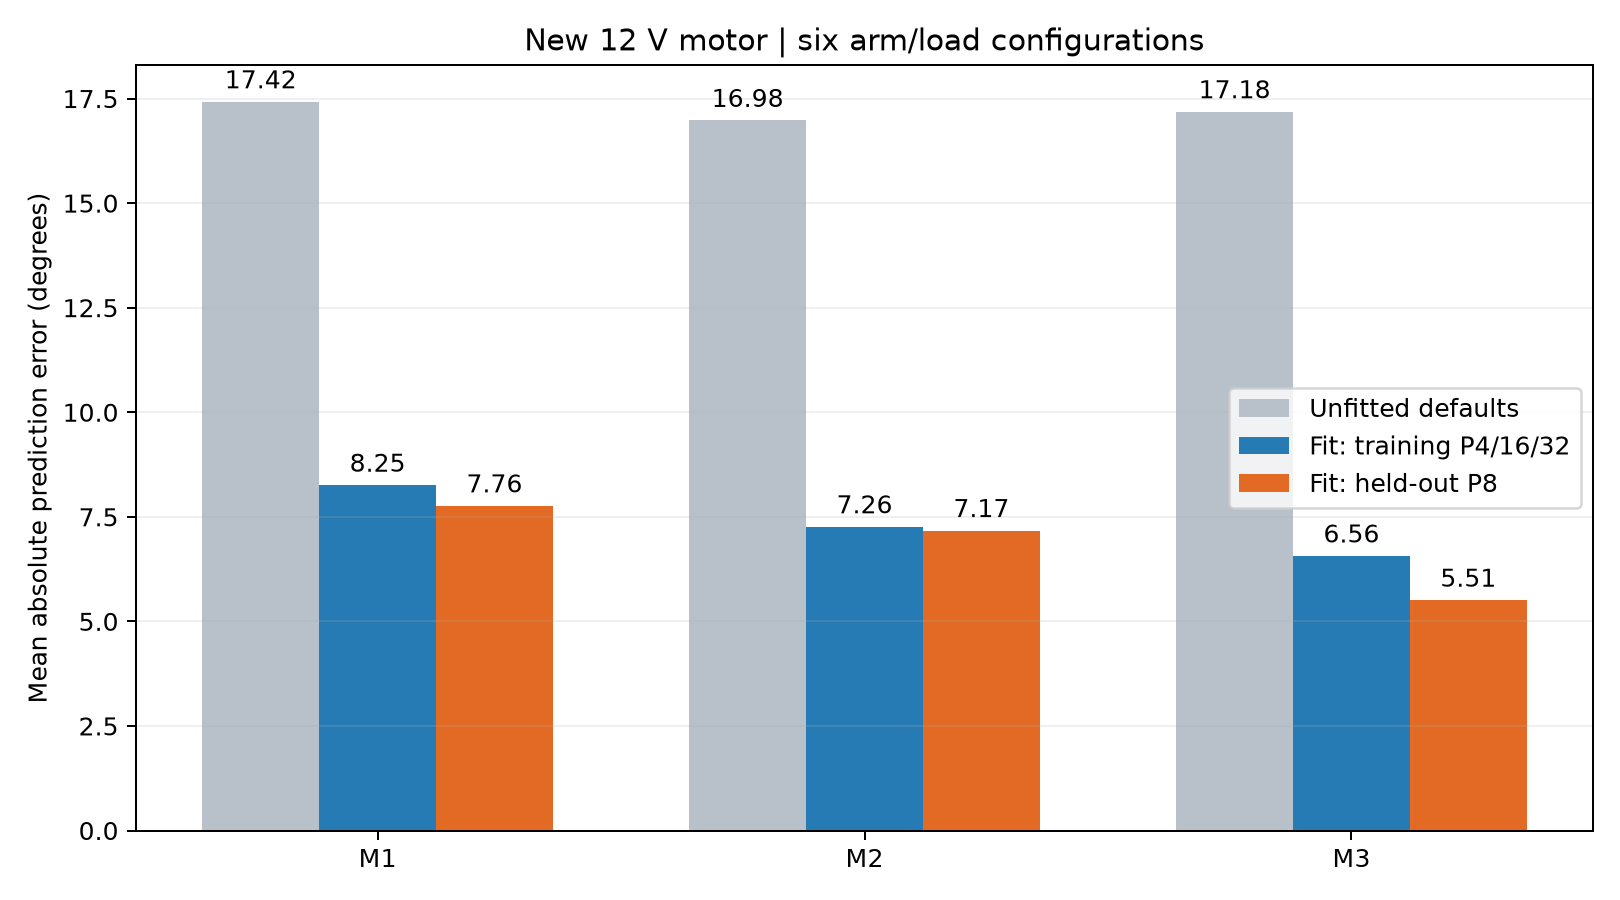 New 12 V motor | six arm/load configurations
Mean absolute prediction error (degrees)
17.5
15.0
12.5
10.0
7.5
5.0
2.5
0.0
17.42
8.25
7.76
16.98
7.26
7.17
17.18
6.56
5.51
Unfitted defaults
Fit: training P4/16/32
Fit: held-out P8
M1
M2
M3